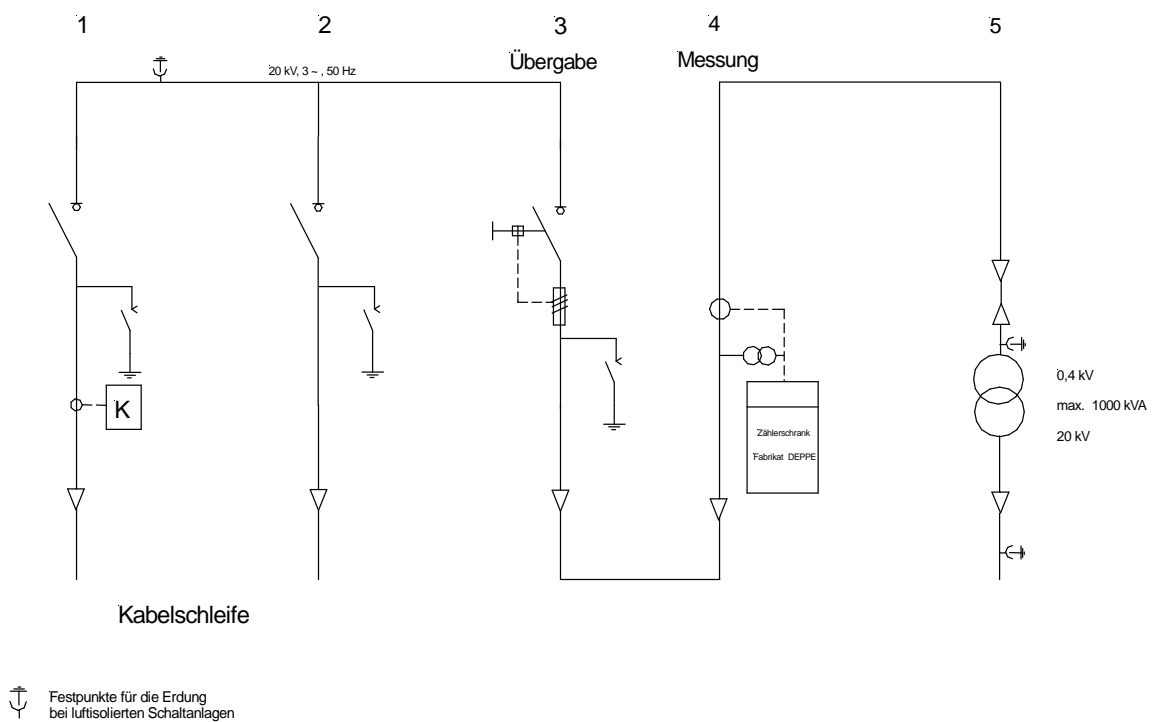 1
2
3
4
5
Übergabe
Messung
20 kV, 3 ~ , 50 Hz
K
Zählerschrank
Fabrikat DEPPE
0,4 kV
max. 1000 kVA
20 kV
Kabelschleife
Festpunkte für die Erdung
bei luftisolierten Schaltanlagen